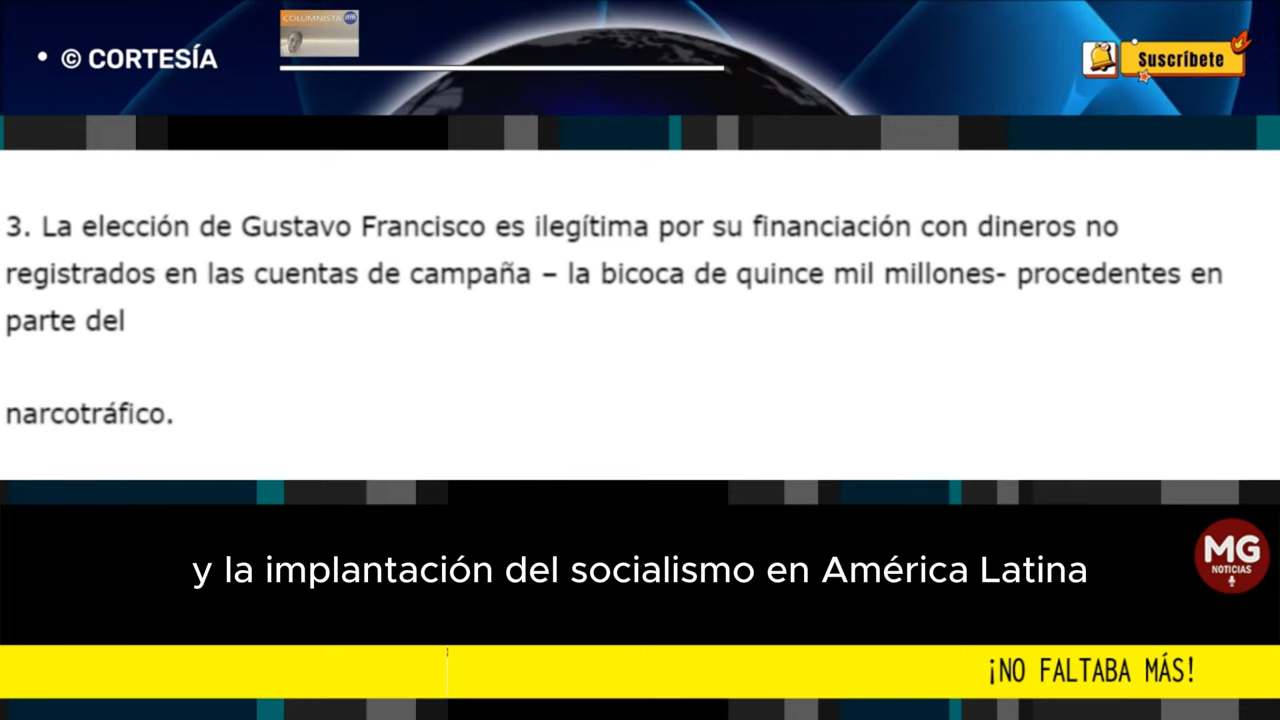 COLUMNISTA ifm
• © CORTESÍA
Suscríbete
3. La elección de Gustavo Francisco es ilegítima por su financiación con dineros no
registrados en las cuentas de campaña – la bicoca de quince mil millones- procedentes en
parte del
narcotráfico.
y la implantación del socialismo en América Latina
MG
NOTICIAS
¡NO FALTABA MÁS!